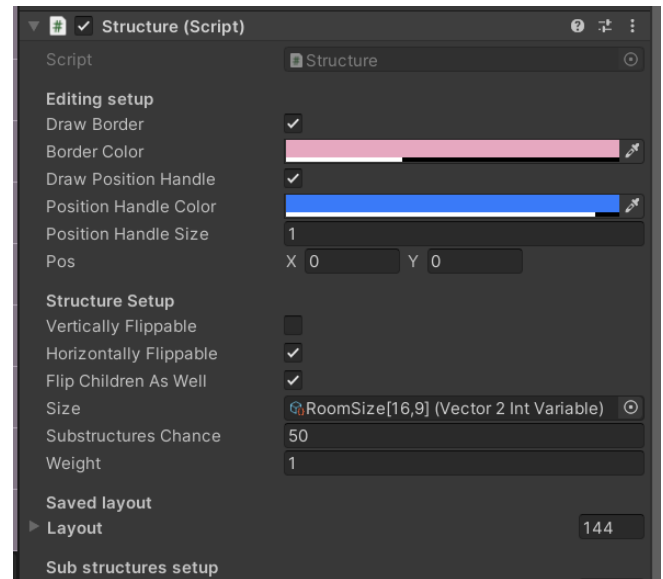 Structure (Script)
Script Structure
Editing setup
Draw Border
Border Color
Draw Position Handle
Position Handle Color
Position Handle Size 1
Pos X 0 Y 0
Structure Setup
Vertically Flippable
Horizontally Flippable
Flip Children As Well
Size RoomSize[16,9] (Vector 2 Int Variable)
Substructures Chance 50
Weight 1
Saved layout
Layout 144
Sub structures setup